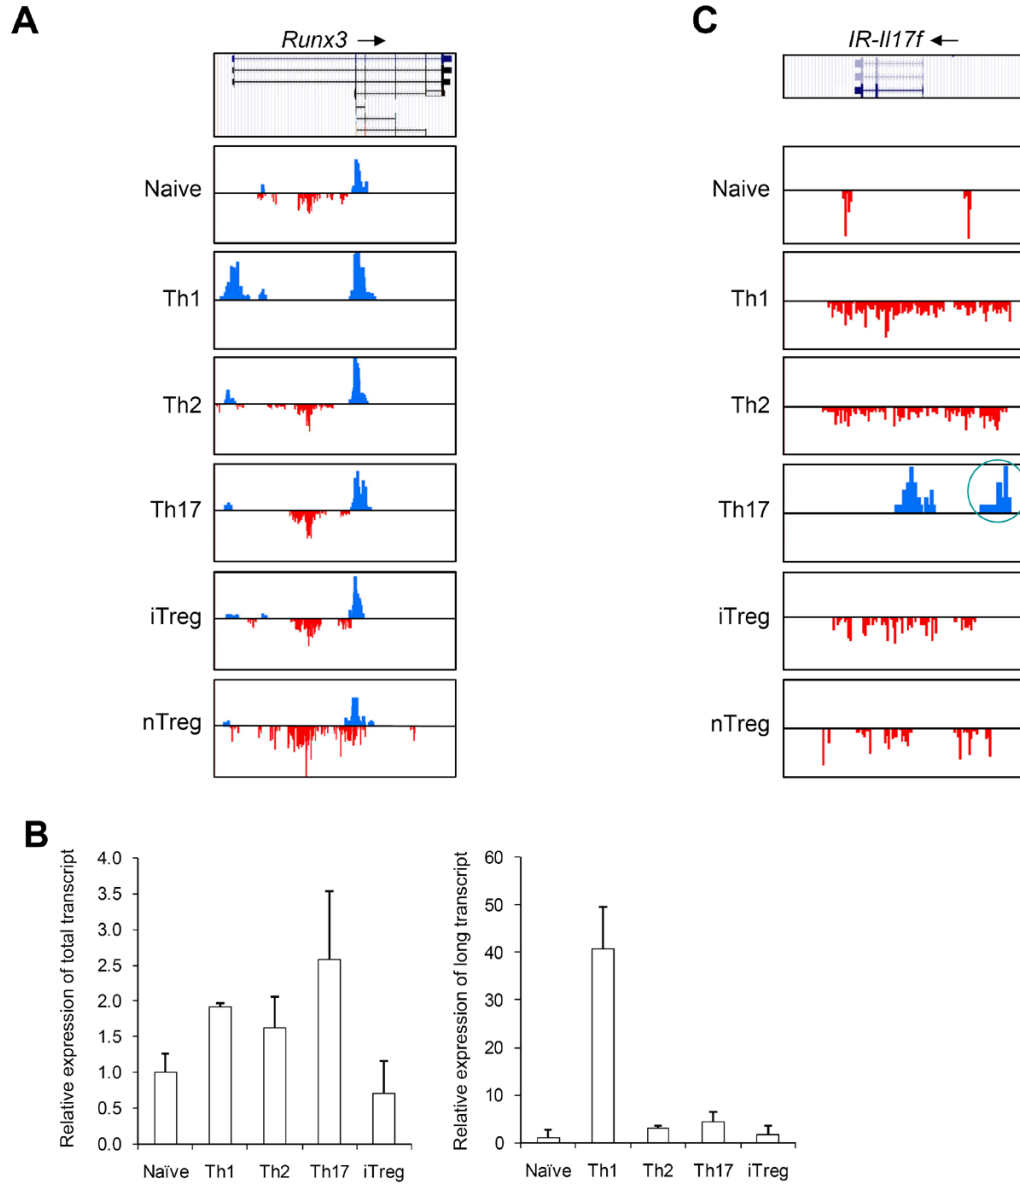 A
Runx3 →
Naive
Th1
Th2
Th17
iTreg
nTreg
C
IR-Il17f ←
Naive
Th1
Th2
Th17
iTreg
nTreg
B
Relative expression of total transcript
4.0
3.5
3.0
2.5
2.0
1.5
1.0
0.5
0.0
Naïve Th1 Th2 Th17 iTreg
Relative expression of long transcript
60
50
40
30
20
10
0
Naïve Th1 Th2 Th17 iTreg